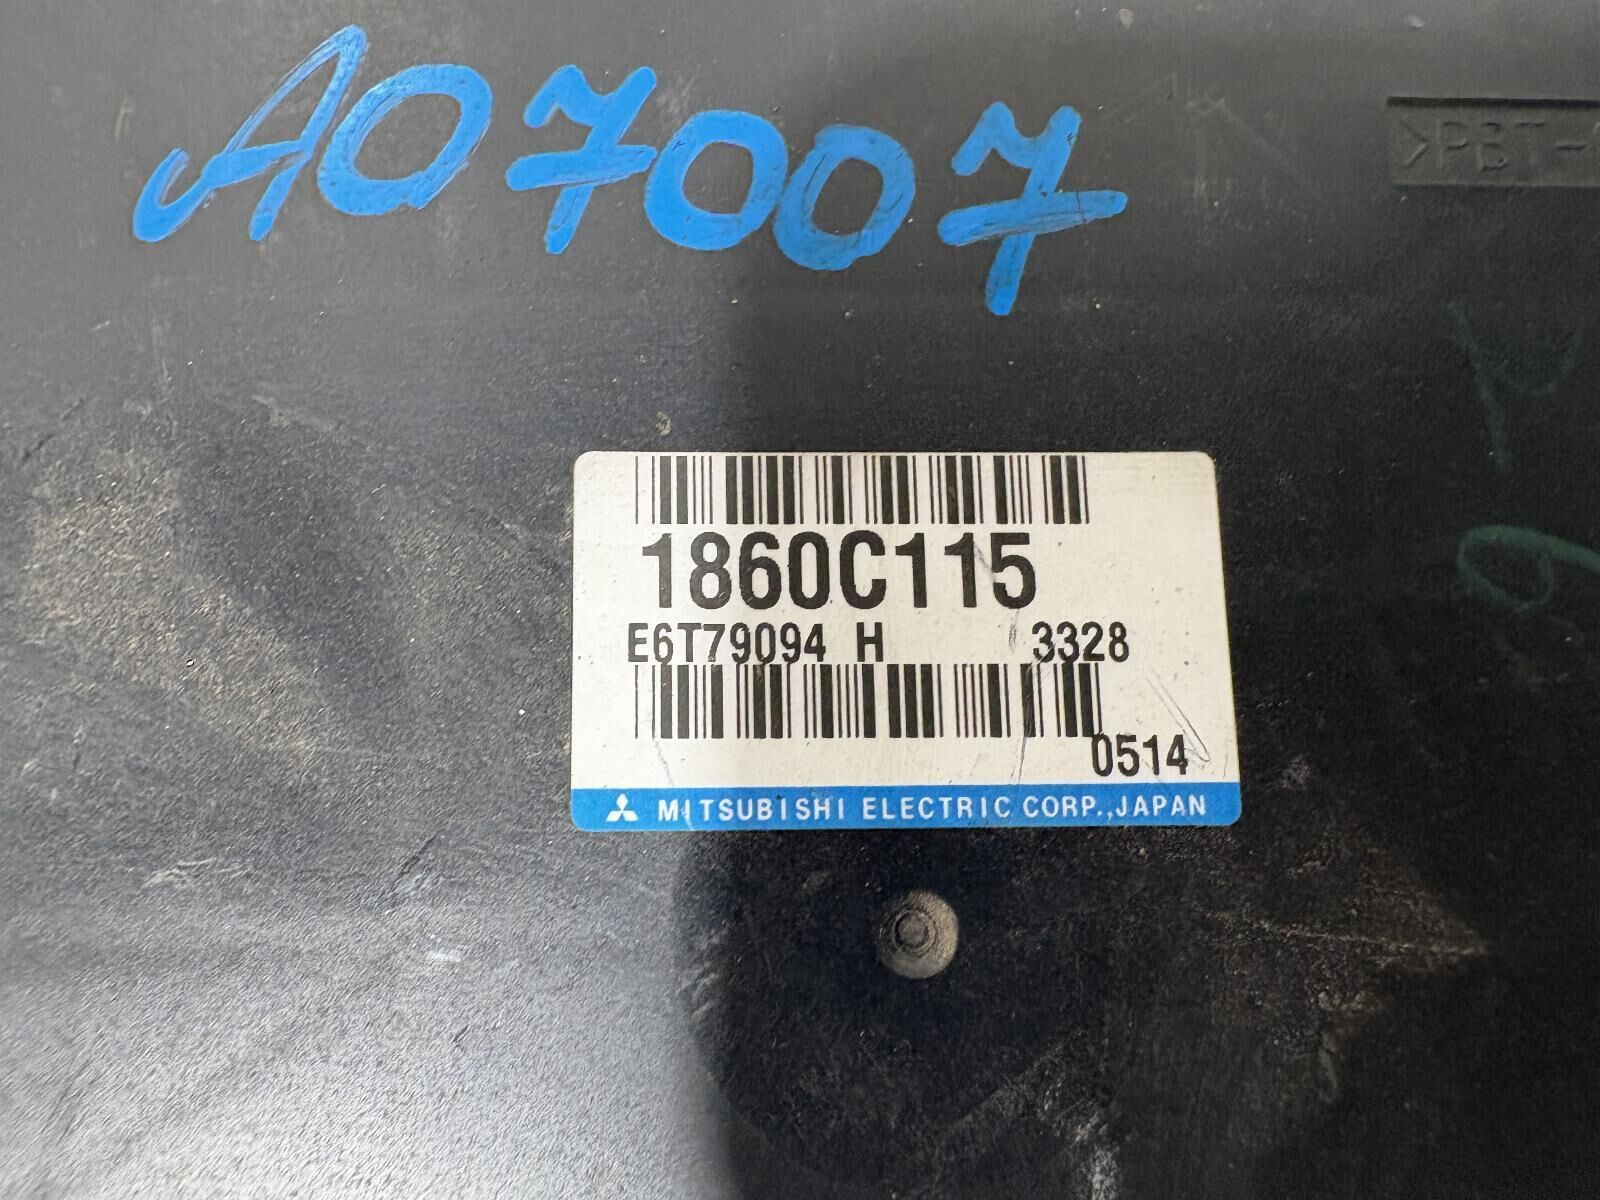 A07007
>PBT-
1860C115
E6T79094 H 3328
0514
MITSUBISHI ELECTRIC CORP.,JAPAN